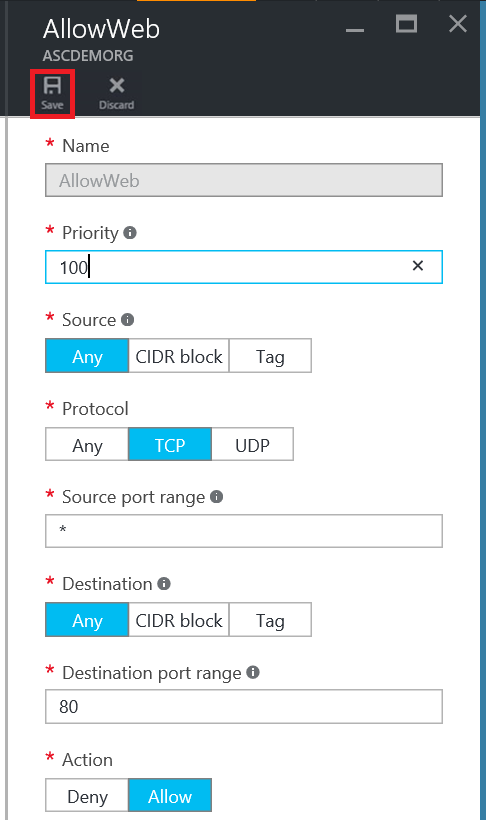 AllowWeb
ASCDEMORG
Save Discard
* Name
AllowWeb
* Priority
100
* Source
Any CIDR block Tag
* Protocol
Any TCP UDP
* Source port range
*
* Destination
Any CIDR block Tag
* Destination port range
80
* Action
Deny Allow